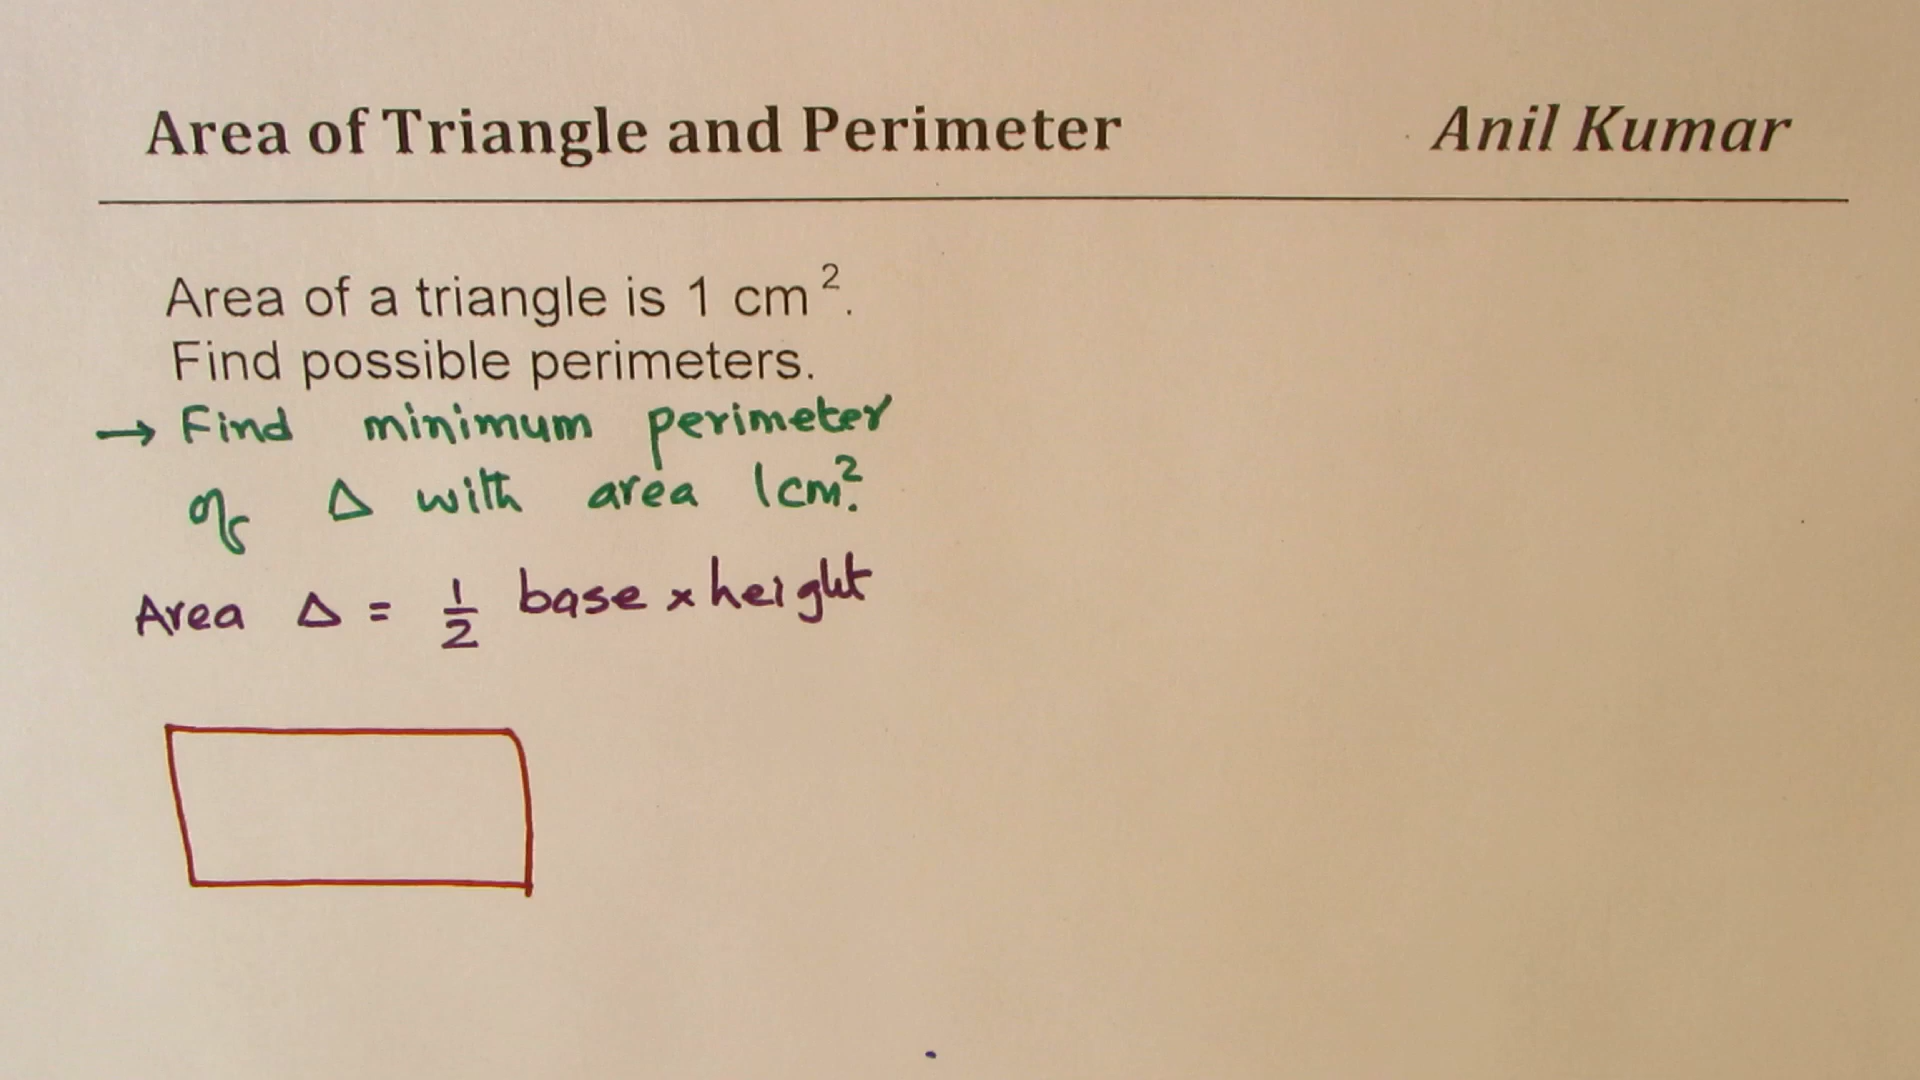 Area of Triangle and Perimeter Anil Kumar
Area of a triangle is 1 cm².
Find possible perimeters.
→ Find minimum perimeter
of Δ with area 1cm².
Area Δ = 1/2 base × height